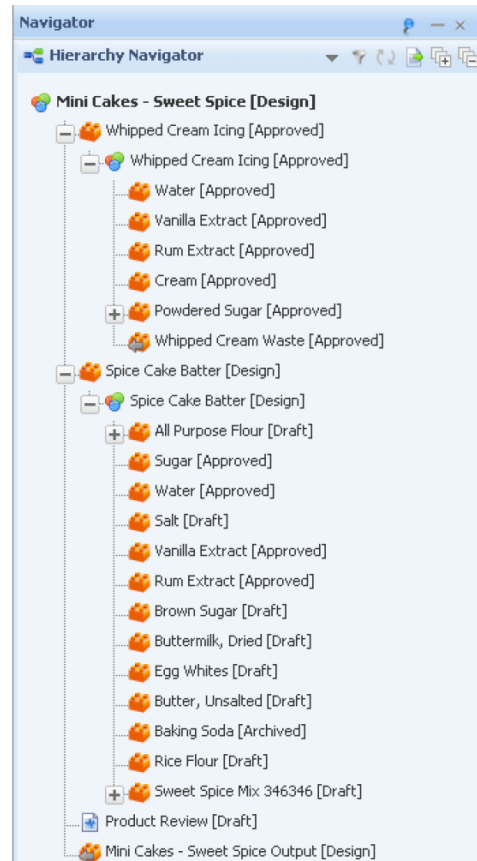 Navigator
Hierarchy Navigator
Mini Cakes - Sweet Spice [Design]
Whipped Cream Icing [Approved]
Whipped Cream Icing [Approved]
Water [Approved]
Vanilla Extract [Approved]
Rum Extract [Approved]
Cream [Approved]
Powdered Sugar [Approved]
Whipped Cream Waste [Approved]
Spice Cake Batter [Design]
Spice Cake Batter [Design]
All Purpose Flour [Draft]
Sugar [Approved]
Water [Approved]
Salt [Draft]
Vanilla Extract [Approved]
Rum Extract [Approved]
Brown Sugar [Draft]
Buttermilk, Dried [Draft]
Egg Whites [Draft]
Butter, Unsalted [Draft]
Baking Soda [Archived]
Rice Flour [Draft]
Sweet Spice Mix 346346 [Draft]
Product Review [Draft]
Mini Cakes - Sweet Spice Output [Design]